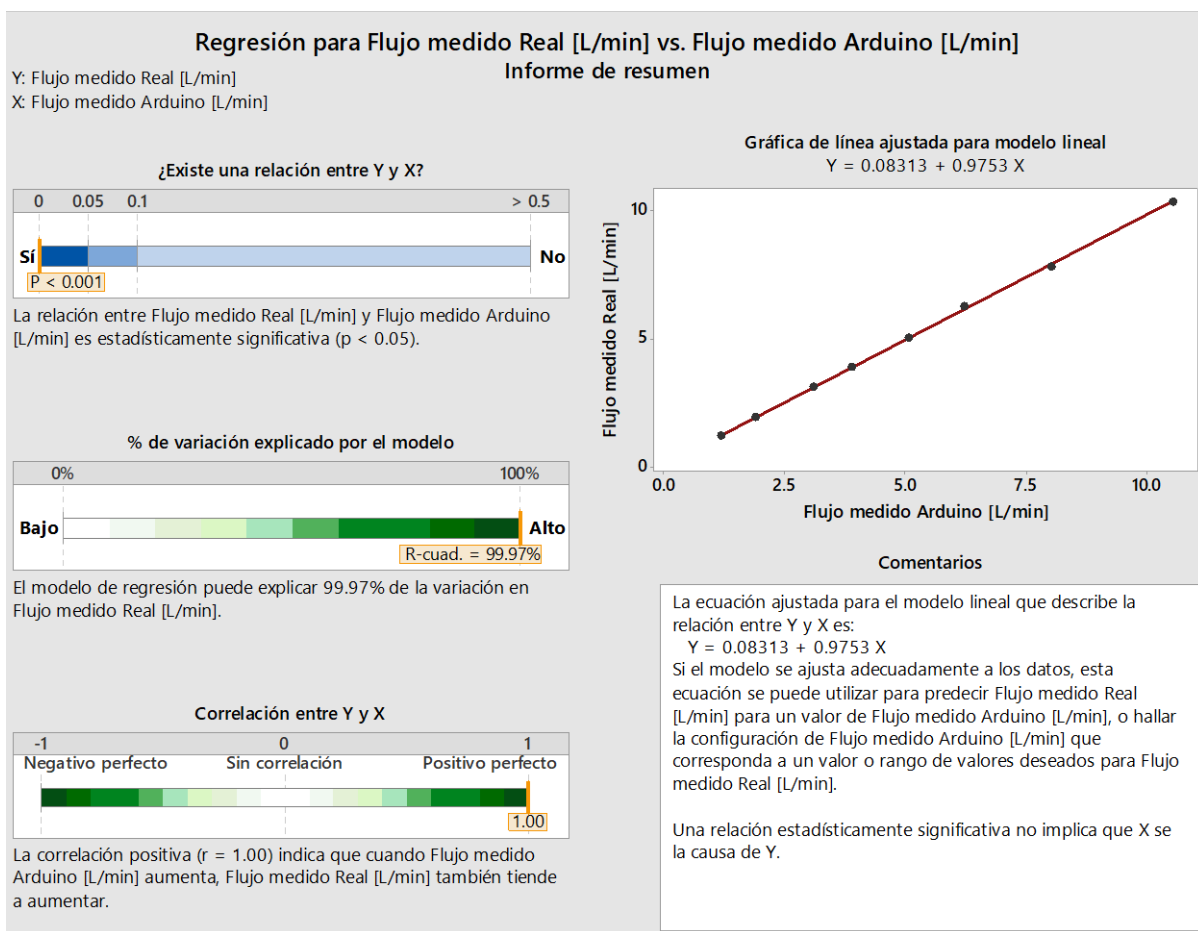 Regresión para Flujo medido Real [L/min] vs. Flujo medido Arduino [L/min]
Informe de resumen
Y: Flujo medido Real [L/min]
X: Flujo medido Arduino [L/min]
¿Existe una relación entre Y y X?
0 0.05 0.1 > 0.5
Sí No
P < 0.001
La relación entre Flujo medido Real [L/min] y Flujo medido Arduino
[L/min] es estadísticamente significativa (p < 0.05).
% de variación explicado por el modelo
0% 100%
Bajo Alto
R-cuad. = 99.97%
El modelo de regresión puede explicar 99.97% de la variación en
Flujo medido Real [L/min].
Correlación entre Y y X
-1 0 1
Negativo perfecto Sin correlación Positivo perfecto
1.00
La correlación positiva (r = 1.00) indica que cuando Flujo medido
Arduino [L/min] aumenta, Flujo medido Real [L/min] también tiende
a aumentar.
Gráfica de línea ajustada para modelo lineal
Y = 0.08313 + 0.9753 X
Flujo medido Real [L/min]
10
5
0
0.0 2.5 5.0 7.5 10.0
Flujo medido Arduino [L/min]
Comentarios
La ecuación ajustada para el modelo lineal que describe la
relación entre Y y X es:
Y = 0.08313 + 0.9753 X
Si el modelo se ajusta adecuadamente a los datos, esta
ecuación se puede utilizar para predecir Flujo medido Real
[L/min] para un valor de Flujo medido Arduino [L/min], o hallar
la configuración de Flujo medido Arduino [L/min] que
corresponda a un valor o rango de valores deseados para Flujo
medido Real [L/min].
Una relación estadísticamente significativa no implica que X se
la causa de Y.